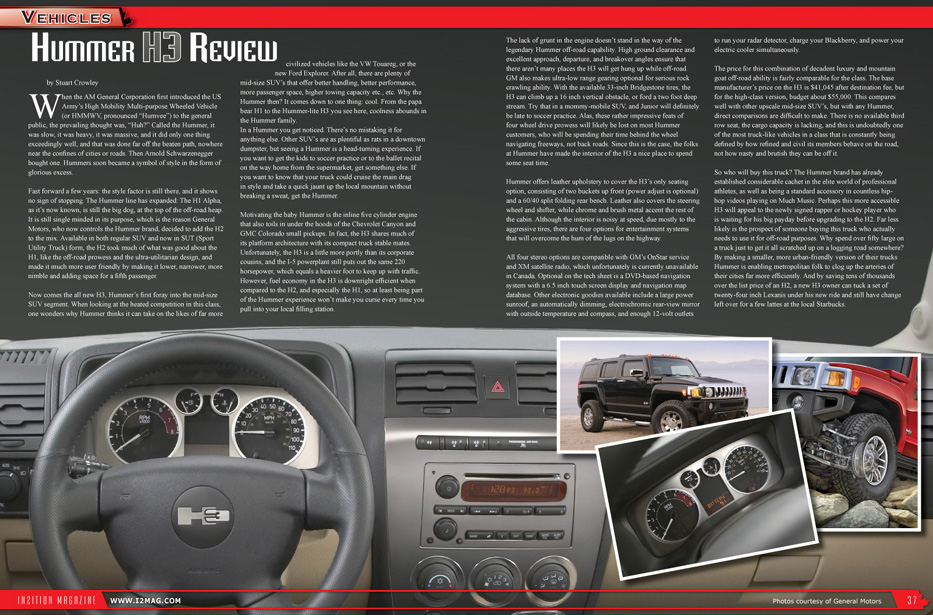 VEHICLES
HUMMER H3 REVIEW
by Stuart Crowley
When the AM General Corporation first introduced the US
Army's High Mobility Multi-purpose Wheeled Vehicle
(or HMMWV, pronounced "Humvee") to the general
public, the prevailing thought was, "Huh?" Called the Hummer, it
was slow, it was heavy, it was massive, and it did only one thing
exceedingly well, and that was done far off the beaten path, nowhere
near the confines of cities or roads. Then Arnold Schwarzenegger
bought one. Hummers soon became a symbol of style in the form of
glorious excess.
Fast forward a few years: the style factor is still there, and it shows
no sign of stopping. The Hummer line has expanded: The H1 Alpha,
as it's now known, is still the big dog, at the top of the off-road heap.
It is still single minded in its purpose, which is the reason General
Motors, who now controls the Hummer brand, decided to add the H2
to the mix. Available in both regular SUV and now in SUT (Sport
Utility Truck) form, the H2 took much of what was good about the
H1, like the off-road prowess and the ultra-utilitarian design, and
made it much more user friendly by making it lower, narrower, more
nimble and adding space for a fifth passenger.
Now comes the all new H3, Hummer's first foray into the mid-size
SUV segment. When looking at the heated competition in this class,
one wonders why Hummer thinks it can take on the likes of far more
civilized vehicles like the VW Touareg, or the
new Ford Explorer. After all, there are plenty of
mid-size SUV's that offer better handling, better performance,
more passenger space, higher towing capacity etc., etc. Why the
Hummer then? It comes down to one thing: cool. From the papa
bear H1 to the Hummer-lite H3 you see here, coolness abounds in
the Hummer family.
In a Hummer you get noticed. There's no mistaking it for
anything else. Other SUV's are as plentiful as rats in a downtown
dumpster, but seeing a Hummer is a head-turning experience. If
you want to get the kids to soccer practice or to the ballet recital
on the way home from the supermarket, get something else. If
you want to know that your truck could cruise the main drag
in style and take a quick jaunt up the local mountain without
breaking a sweat, get the Hummer.
Motivating the baby Hummer is the inline five cylinder engine
that also toils in under the hoods of the Chevrolet Canyon and
GMC Colorado small pickups. In fact, the H3 shares much of
its platform architecture with its compact truck stable mates.
Unfortunately, the H3 is a little more portly than its corporate
cousins, and the I-5 powerplant still puts out the same 220
horsepower, which equals a heavier foot to keep up with traffic.
However, fuel economy in the H3 is downright efficient when
compared to the H2, and especially the H1, so at least being part
of the Hummer experience won't make you curse every time you
pull into your local filling station.
The lack of grunt in the engine doesn't stand in the way of the
legendary Hummer off-road capability. High ground clearance and
excellent approach, departure, and breakover angles ensure that
there aren't many places the H3 will get hung up while off-road.
GM also makes ultra-low range gearing optional for serious rock
crawling ability. With the available 33-inch Bridgestone tires, the
H3 can climb up a 16 inch vertical obstacle, or ford a two foot deep
stream. Try that in a mommy-mobile SUV, and Junior will definitely
be late to soccer practice. Alas, these rather impressive feats of
four wheel drive prowess will likely be lost on most Hummer
customers, who will be spending their time behind the wheel
navigating freeways, not back roads. Since this is the case, the folks
at Hummer have made the interior of the H3 a nice place to spend
some seat time.
Hummer offers leather upholstery to cover the H3's only seating
option, consisting of two buckets up front (power adjust is optional)
and a 60/40 split folding rear bench. Leather also covers the steering
wheel and shifter, while chrome and brush metal accent the rest of
the cabin. Although the interior is noisy at speed, due mostly to the
aggressive tires, there are four options for entertainment systems
that will overcome the hum of the lugs on the highway.
All four stereo options are compatible with GM's OnStar service
and XM satellite radio, which unfortunately is currently unavailable
in Canada. Optional on the tech sheet is a DVD-based navigation
system with a 6.5 inch touch screen display and navigation map
database. Other electronic goodies available include a large power
sunroof, an automatically dimming, electrochromic rear-view mirror
with outside temperature and compass, and enough 12-volt outlets
to run your radar detector, charge your Blackberry, and power your
electric cooler simultaneously.
The price for this combination of decadent luxury and mountain
goat off-road ability is fairly comparable for the class. The base
manufacturer's price on the H3 is $41,045 after destination fee, but
for the high-class version, budget about $55,000. This compares
well with other upscale mid-size SUV's, but with any Hummer,
direct comparisons are difficult to make. There is no available third
row seat, the cargo capacity is lacking, and this is undoubtedly one
of the most truck-like vehicles in a class that is constantly being
defined by how refined and civil its members behave on the road,
not how nasty and brutish they can be off it.
So who will buy this truck? The Hummer brand has already
established considerable cachet in the elite world of professional
athletes, as well as being a standard accessory in countless hip-
hop videos playing on Much Music. Perhaps this more accessible
H3 will appeal to the newly signed rapper or hockey player who
is waiting for his big payday before upgrading to the H2. Far less
likely is the prospect of someone buying this truck who actually
needs to use it for off-road purposes. Why spend over fifty large on
a truck just to get it all scratched up on a logging road somewhere?
By making a smaller, more urban-friendly version of their trucks
Hummer is enabling metropolitan folk to clog up the arteries of
their cities far more efficiently. And by saving tens of thousands
over the list price of an H2, a new H3 owner can tuck a set of
twenty-four inch Lexanis under his new ride and still have change
left over for a few lattes at the local Starbucks.
RPM
MPH
H3
IN2ITION MAGAZINE
WWW.I2MAG.COM
Photos courtesy of General Motors
37